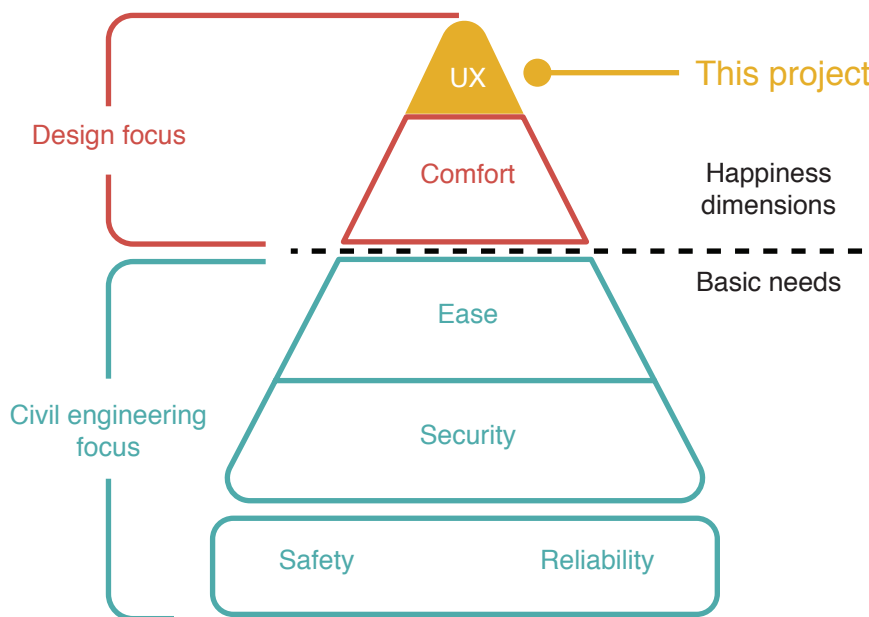 UX
This project
Design focus
Comfort
Happiness
dimensions
Basic needs
Ease
Civil engineering
focus
Security
Safety
Reliability